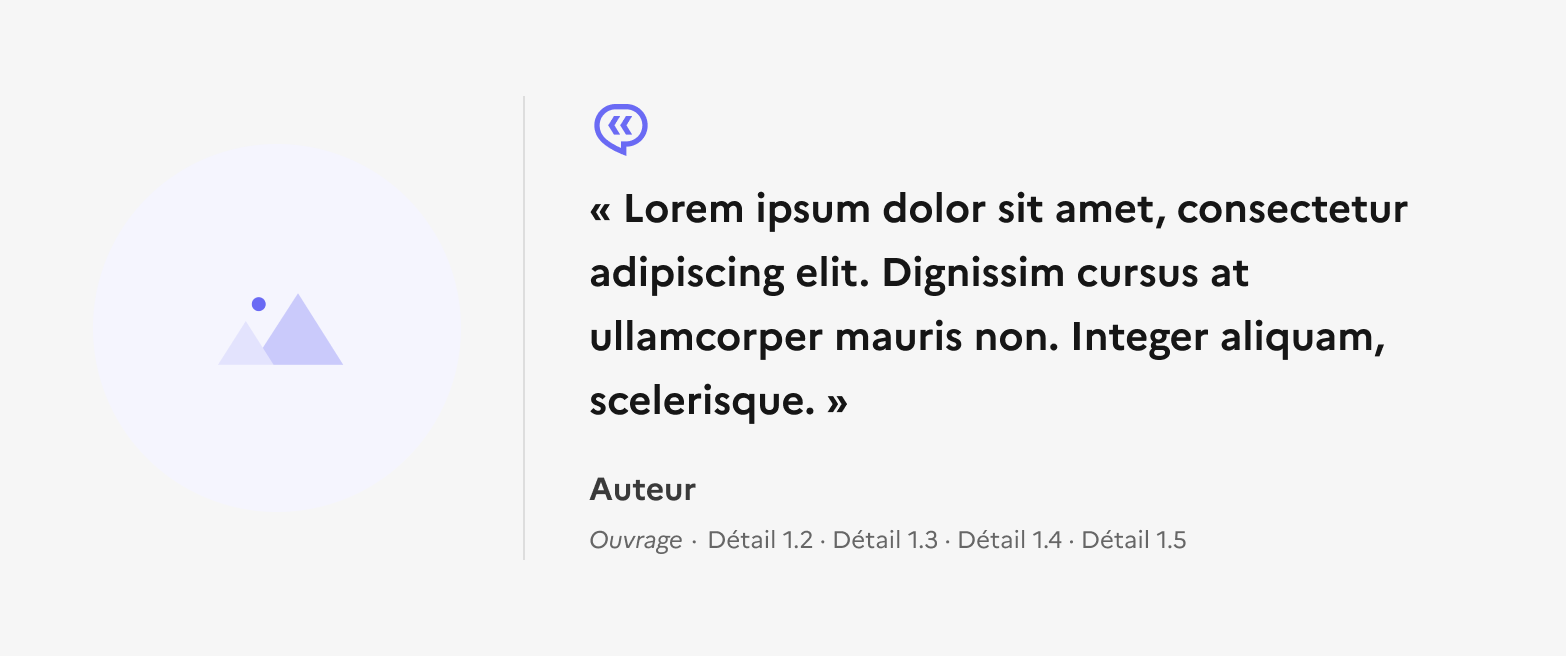 « Lorem ipsum dolor sit amet, consectetur
adipiscing elit. Dignissim cursus at
ullamcorper mauris non. Integer aliquam,
scelerisque. »
Auteur
Ouvrage · Détail 1.2 · Détail 1.3 · Détail 1.4 · Détail 1.5